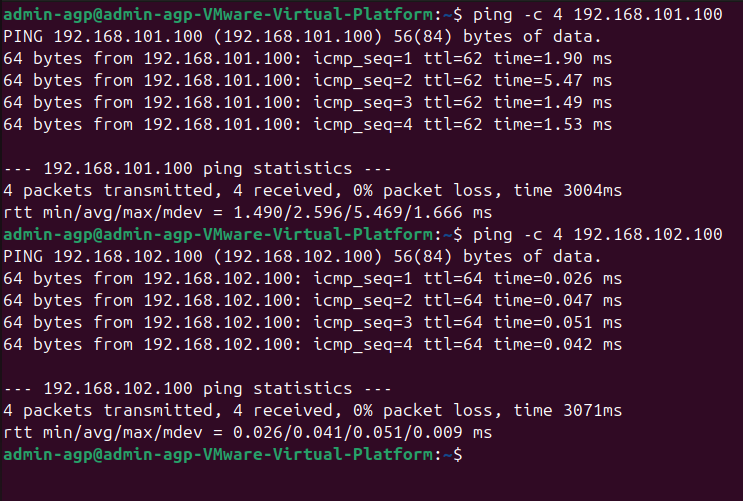 admin-agp@admin-agp-VMware-Virtual-Platform:~$ ping -c 4 192.168.101.100
PING 192.168.101.100 (192.168.101.100) 56(84) bytes of data.
64 bytes from 192.168.101.100: icmp_seq=1 ttl=62 time=1.90 ms
64 bytes from 192.168.101.100: icmp_seq=2 ttl=62 time=5.47 ms
64 bytes from 192.168.101.100: icmp_seq=3 ttl=62 time=1.49 ms
64 bytes from 192.168.101.100: icmp_seq=4 ttl=62 time=1.53 ms

--- 192.168.101.100 ping statistics ---
4 packets transmitted, 4 received, 0% packet loss, time 3004ms
rtt min/avg/max/mdev = 1.490/2.596/5.469/1.666 ms
admin-agp@admin-agp-VMware-Virtual-Platform:~$ ping -c 4 192.168.102.100
PING 192.168.102.100 (192.168.102.100) 56(84) bytes of data.
64 bytes from 192.168.102.100: icmp_seq=1 ttl=64 time=0.026 ms
64 bytes from 192.168.102.100: icmp_seq=2 ttl=64 time=0.047 ms
64 bytes from 192.168.102.100: icmp_seq=3 ttl=64 time=0.051 ms
64 bytes from 192.168.102.100: icmp_seq=4 ttl=64 time=0.042 ms

--- 192.168.102.100 ping statistics ---
4 packets transmitted, 4 received, 0% packet loss, time 3071ms
rtt min/avg/max/mdev = 0.026/0.041/0.051/0.009 ms
admin-agp@admin-agp-VMware-Virtual-Platform:~$